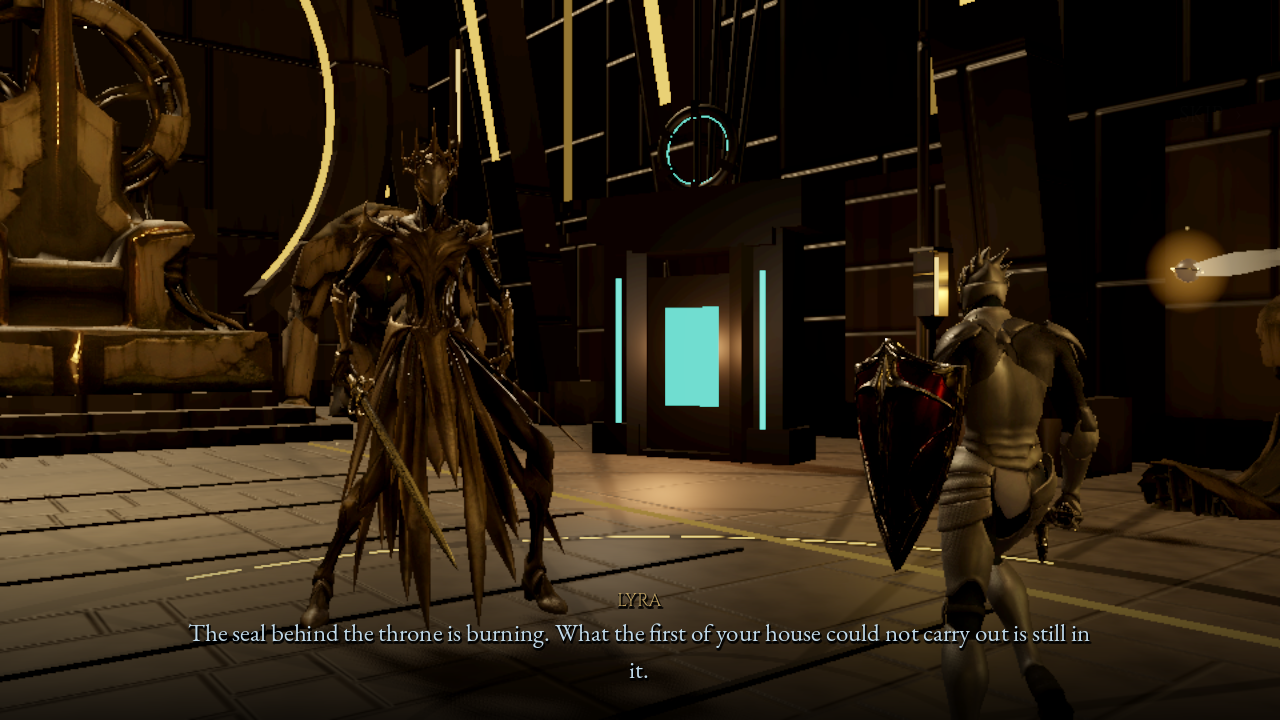 LYRA
The seal behind the throne is burning. What the first of your house could not carry out is still in
it.